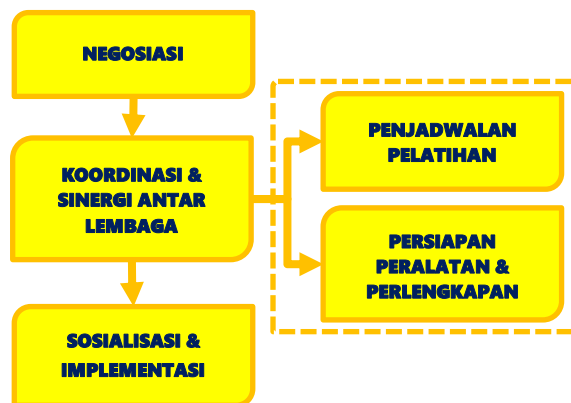 NEGOSIASI
KOORDINASI &
SINERGI ANTAR
LEMBAGA
PENJADWALAN
PELATIHAN
PERSIAPAN
PERALATAN &
PERLENGKAPAN
SOSIALISASI &
IMPLEMENTASI